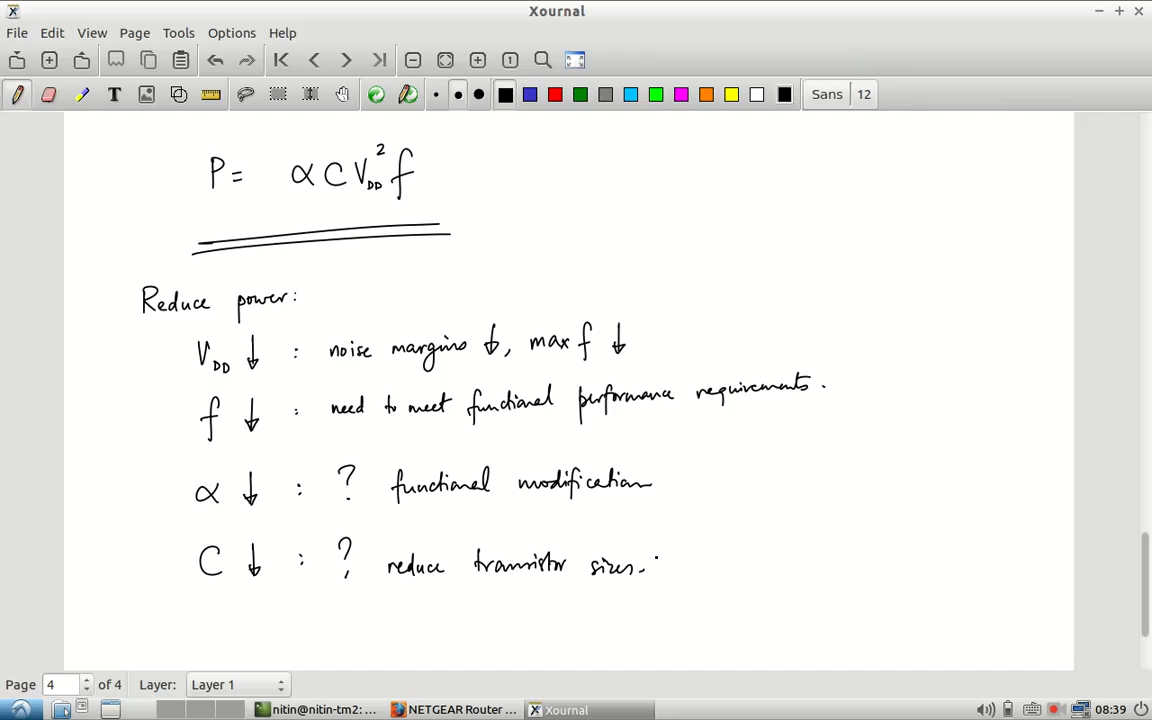 Xournal
File Edit View Page Tools Options Help
Sans 12
P = α C V_DD^2 f
Reduce power:
V_DD ↓ : noise margins ↓, max f ↓
f ↓ : need to meet functional performance requirements.
α ↓ : ? functional modification
C ↓ : ? reduce transistor sizes.
Page 4 of 4 Layer: Layer 1
nitin@nitin-tm2: ... NETGEAR Router ... Xournal 08:39